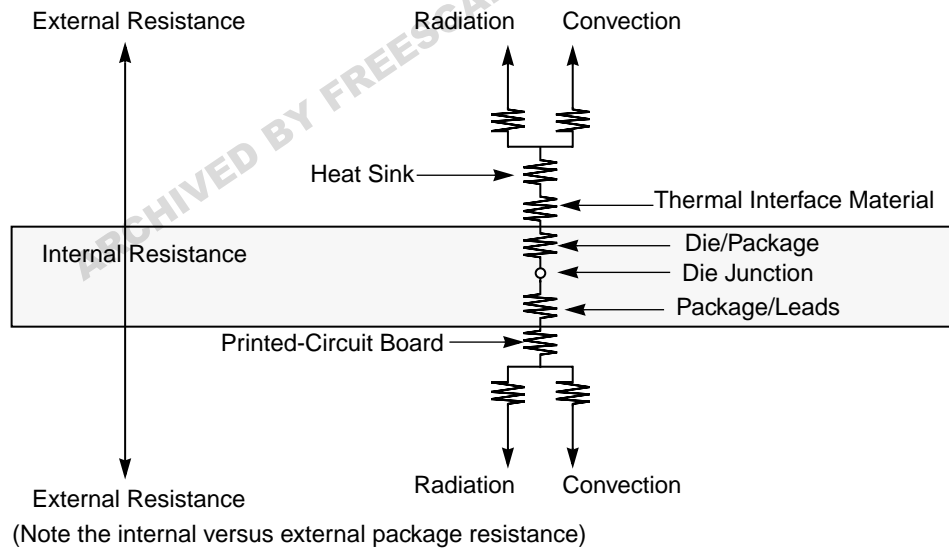 External Resistance
Radiation Convection
ARCHIVED BY
Heat Sink
Thermal Interface Material
Internal Resistance
Die/Package
Die Junction
Package/Leads
Printed-Circuit Board
Radiation Convection
External Resistance
(Note the internal versus external package resistance)